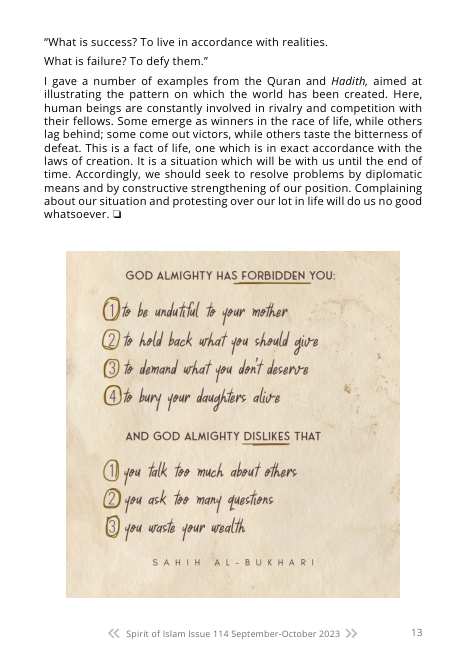 “What is success? To live in accordance with realities.
What is failure? To defy them.”
I gave a number of examples from the Quran and Hadith, aimed at
illustrating the pattern on which the world has been created. Here,
human beings are constantly involved in rivalry and competition with
their fellows. Some emerge as winners in the race of life, while others
lag behind; some come out victors, while others taste the bitterness of
defeat. This is a fact of life, one which is in exact accordance with the
laws of creation. It is a situation which will be with us until the end of
time. Accordingly, we should seek to resolve problems by diplomatic
means and by constructive strengthening of our position. Complaining
about our situation and protesting over our lot in life will do us no good
whatsoever. ❏
GOD ALMIGHTY HAS FORBIDDEN YOU:
1 to be undutiful to your mother
2 to hold back what you should give
3 to demand what you don't deserve
4 to bury your daughters alive
AND GOD ALMIGHTY DISLIKES THAT
1 you talk too much about others
2 you ask too many questions
3 you waste your wealth
SAHIH AL-BUKHARI
Spirit of Islam Issue 114 September-October 2023
13